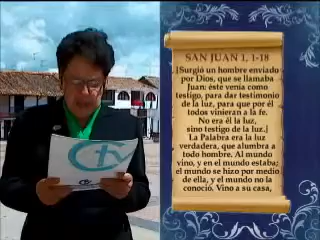 SAN JUAN 1, 1-18
[Surgió un hombre enviado
por Dios, que se llamaba
Juan: éste venía como
testigo, para dar testimonio
de la luz, para que por él
todos vinieran a la fe.
No era él la luz,
sino testigo de la luz.]
La Palabra era la luz
verdadera, que alumbra a
todo hombre. Al mundo
vino, y en el mundo estaba;
el mundo se hizo por medio
de ella, y el mundo no la
conoció. Vino a su casa,
ctv